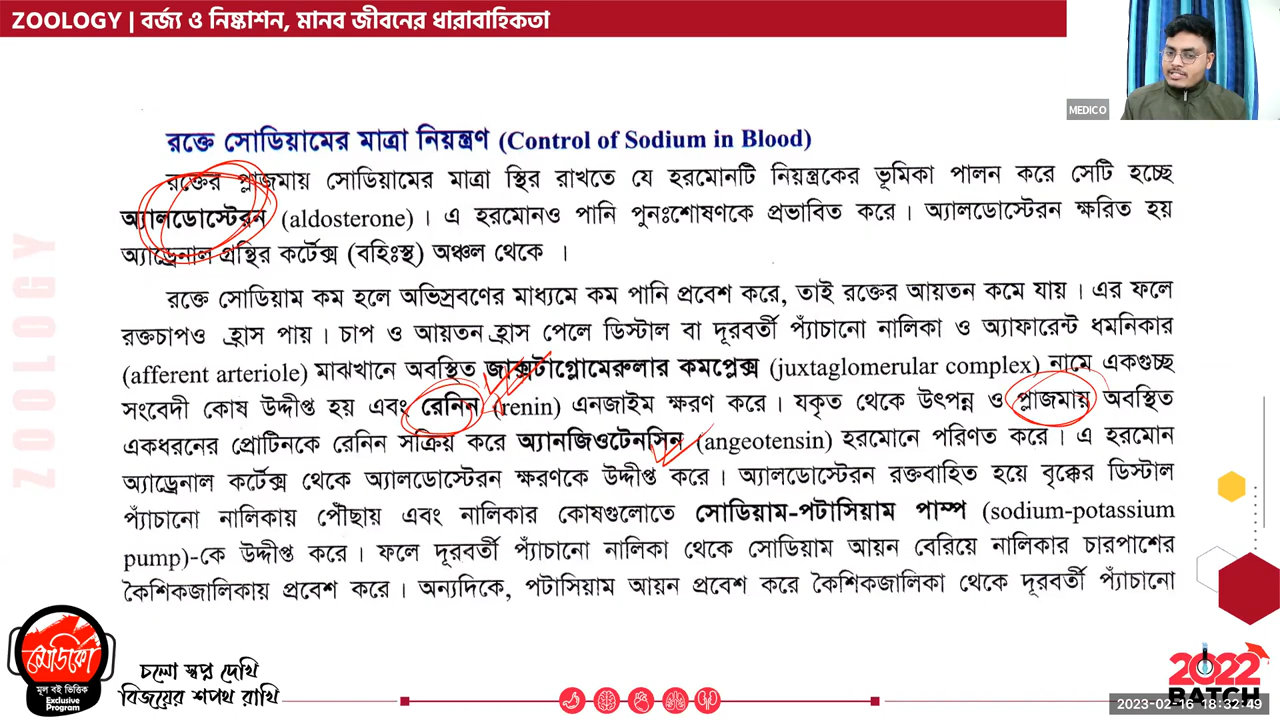 ZOOLOGY | বর্জ্য ও নিষ্কাশন, মানব জীবনের ধারাবাহিকতা
MEDICO
রক্তে সোডিয়ামের মাত্রা নিয়ন্ত্রণ (Control of Sodium in Blood)
রক্তের প্লাজমায় সোডিয়ামের মাত্রা স্থির রাখতে যে হরমোনটি নিয়ন্ত্রকের ভূমিকা পালন করে সেটি হচ্ছে
অ্যালডোস্টেরন (aldosterone) । এ হরমোনও পানি পুনঃশোষণকে প্রভাবিত করে । অ্যালডোস্টেরন ক্ষরিত হয়
অ্যাড্রেনাল গ্রন্থির কর্টেক্স (বহিঃস্থ) অঞ্চল থেকে ।
রক্তে সোডিয়াম কম হলে অভিস্রবণের মাধ্যমে কম পানি প্রবেশ করে, তাই রক্তের আয়তন কমে যায় । এর ফলে
রক্তচাপও হ্রাস পায় । চাপ ও আয়তন হ্রাস পেলে ডিস্টাল বা দূরবর্তী প্যাঁচানো নালিকা ও অ্যাফারেন্ট ধমনিকার
(afferent arteriole) মাঝখানে অবস্থিত জাক্সটাগ্লোমেরুলার কমপ্লেক্স (juxtaglomerular complex) নামে একগুচ্ছ
সংবেদী কোষ উদ্দীপ্ত হয় এবং রেনিন (renin) এনজাইম ক্ষরণ করে । যকৃত থেকে উৎপন্ন ও প্লাজমায় অবস্থিত
একধরনের প্রোটিনকে রেনিন সক্রিয় করে অ্যানজিওটেনসিন (angeotensin) হরমোনে পরিণত করে । এ হরমোন
অ্যাড্রেনাল কর্টেক্স থেকে অ্যালডোস্টেরন ক্ষরণকে উদ্দীপ্ত করে । অ্যালডোস্টেরন রক্তবাহিত হয়ে বৃক্কের ডিস্টাল
প্যাঁচানো নালিকায় পৌঁছায় এবং নালিকার কোষগুলোতে সোডিয়াম-পটাসিয়াম পাম্প (sodium-potassium
pump)-কে উদ্দীপ্ত করে । ফলে দূরবর্তী প্যাঁচানো নালিকা থেকে সোডিয়াম আয়ন বেরিয়ে নালিকার চারপাশের
কৈশিকজালিকায় প্রবেশ করে । অন্যদিকে, পটাসিয়াম আয়ন প্রবেশ করে কৈশিকজালিকা থেকে দূরবর্তী প্যাঁচানো
ZOOLOGY
মেডিকো
মূল বই ভিত্তিক
Exclusive
Program
চলো স্বপ্ন দেখি
বিজয়ের শপথ রাখি
2022
BATCH
2023-02-16 18:32:49